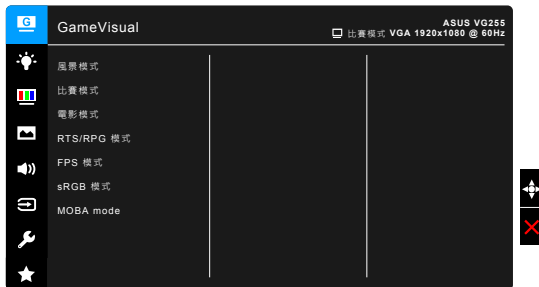 G
GameVisual
ASUS VG255
比賽模式 VGA 1920x1080 @ 60Hz
風景模式
比賽模式
電影模式
RTS/RPG 模式
FPS 模式
sRGB 模式
MOBA mode